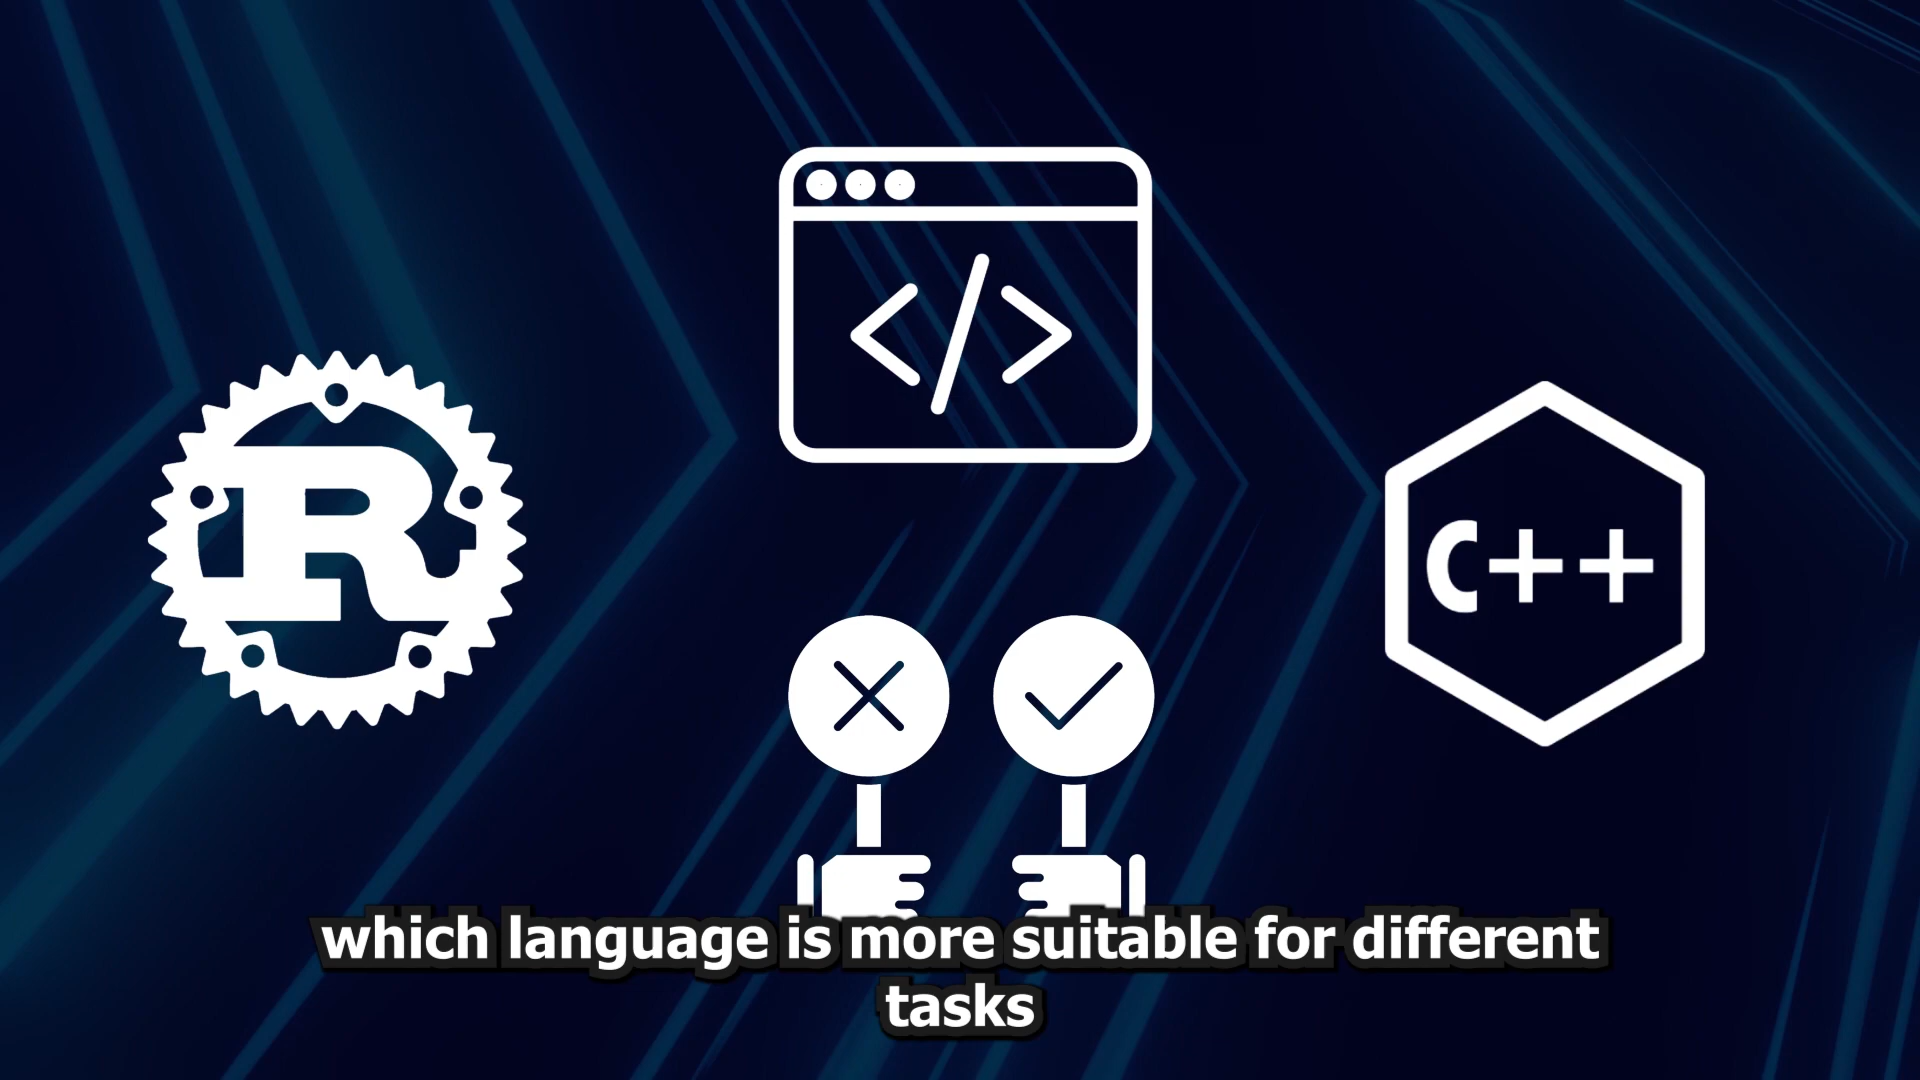 </>
R
C++
which language is more suitable for different
tasks